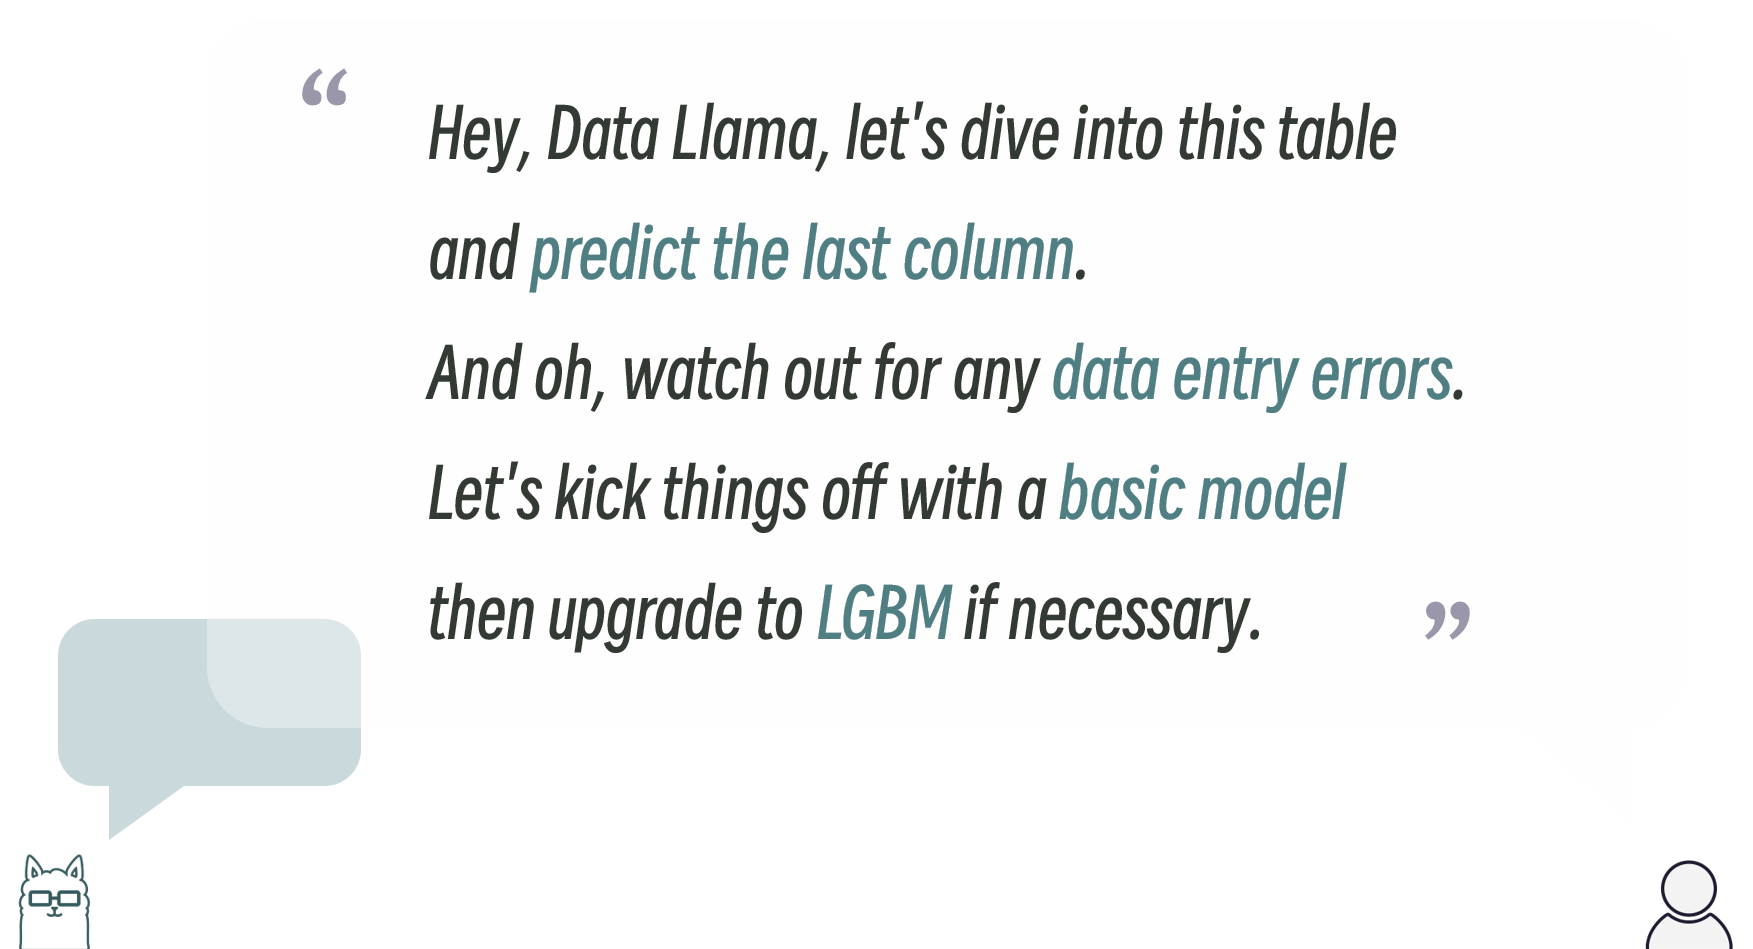 “Hey, Data Llama, let's dive into this table
and predict the last column.
And oh, watch out for any data entry errors.
Let's kick things off with a basic model
then upgrade to LGBM if necessary.”